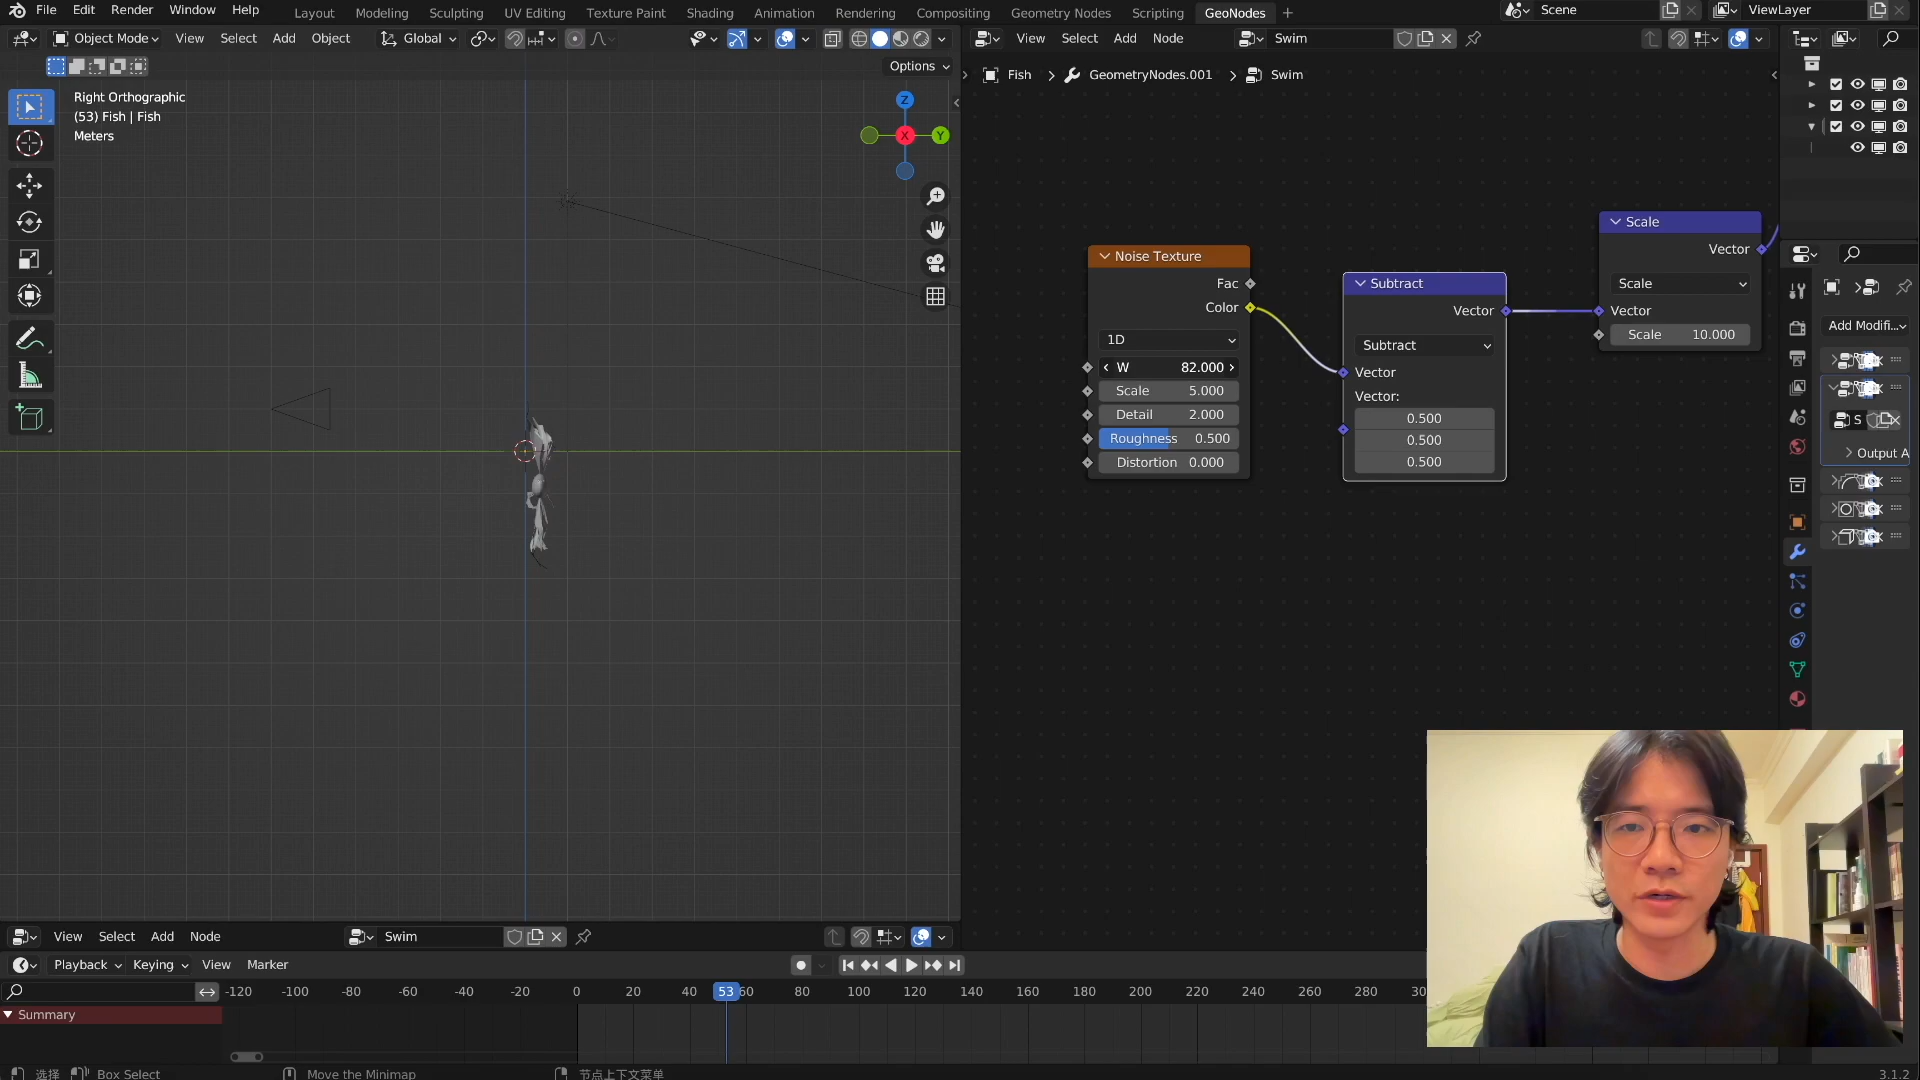 File Edit Render Window Help Layout Modeling Sculpting UV Editing Texture Paint Shading Animation Rendering Compositing Geometry Nodes Scripting GeoNodes + Scene ViewLayer
Object Mode View Select Add Object Global View Select Add Node Swim
Options
Fish > GeometryNodes.001 > Swim
Right Orthographic
(53) Fish | Fish
Meters
Z
X
Y
Noise Texture
Fac
Color
1D
W 82.000
Scale 5.000
Detail 2.000
Roughness 0.500
Distortion 0.000
Subtract
Vector
Subtract
Vector
Vector:
0.500
0.500
0.500
Scale
Vector
Scale
Vector
Scale 10.000
Add Modifi...
S
Output A
View Select Add Node Swim
Playback Keying View Marker
-120 -100 -80 -60 -40 -20 0 20 40 53 60 80 100 120 140 160 180 200 220 240 260 280
Summary
选择 Box Select Move the Minimap 节点上下文菜单 3.1.2